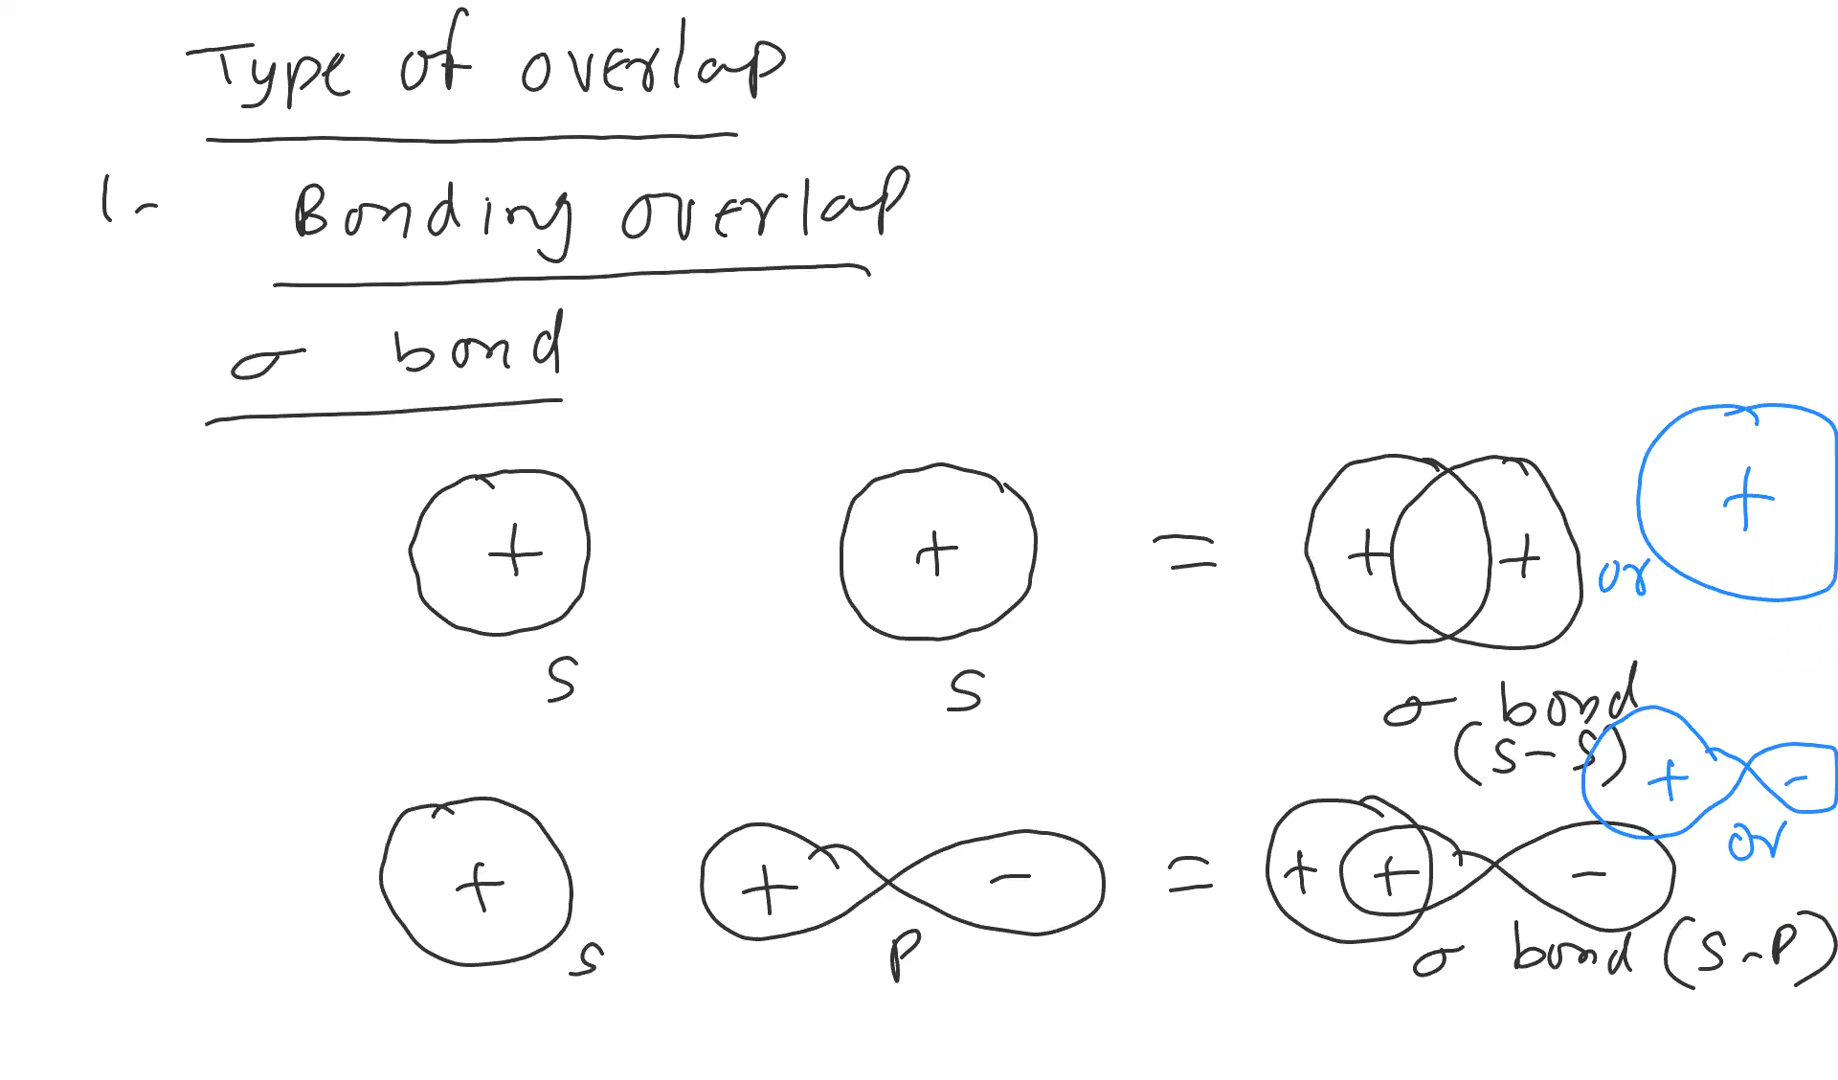 Type of overlap
1- Bonding overlap
σ bond
+ + = + + or +
S S σ bond
(S-S)
+ -
+ + - = + + - or
S P σ bond (S-P)